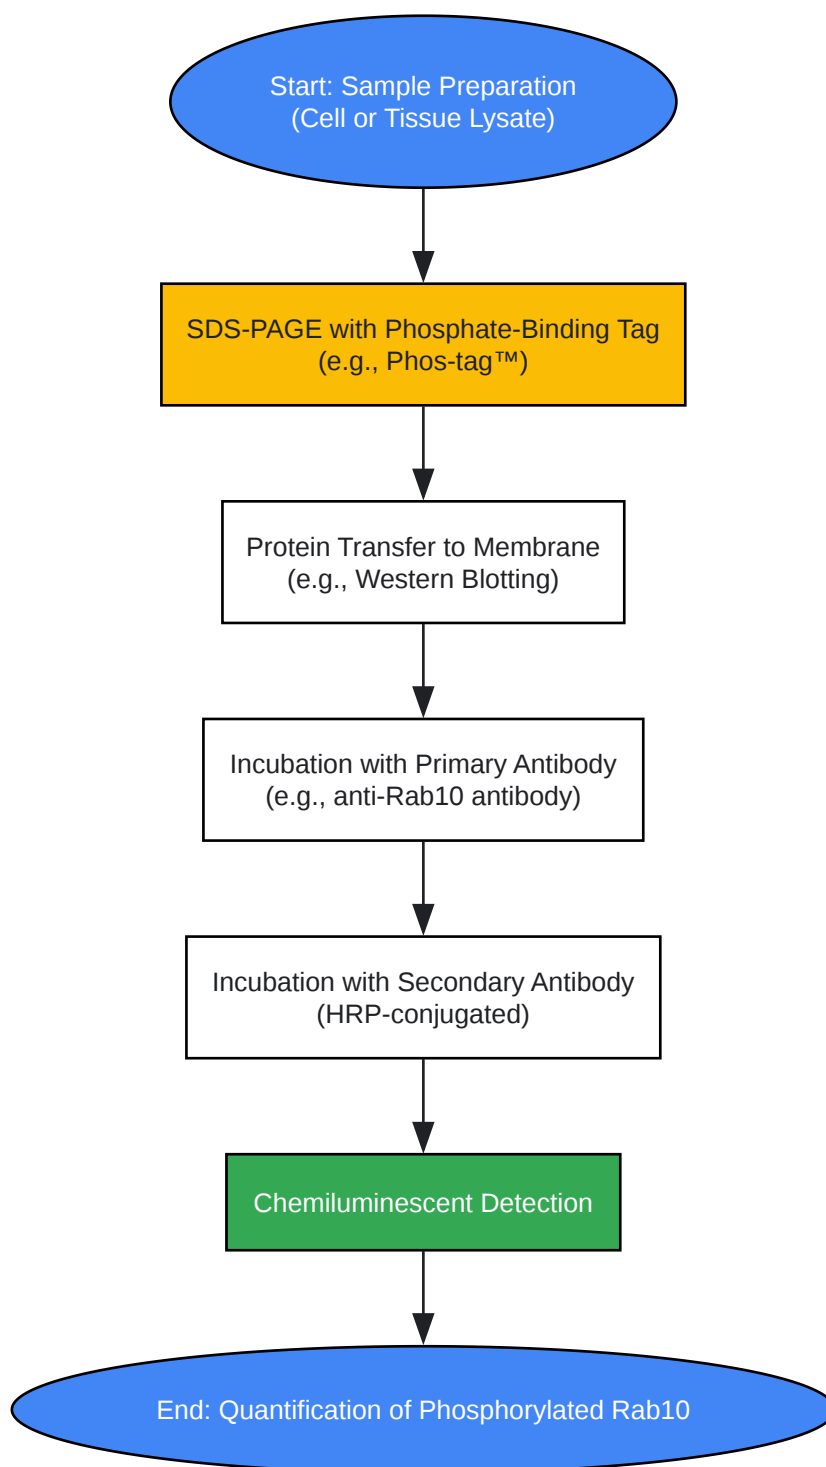 Start: Sample Preparation
(Cell or Tissue Lysate)
SDS-PAGE with Phosphate-Binding Tag
(e.g., Phos-tag™)
Protein Transfer to Membrane
(e.g., Western Blotting)
Incubation with Primary Antibody
(e.g., anti-Rab10 antibody)
Incubation with Secondary Antibody
(HRP-conjugated)
Chemiluminescent Detection
End: Quantification of Phosphorylated Rab10